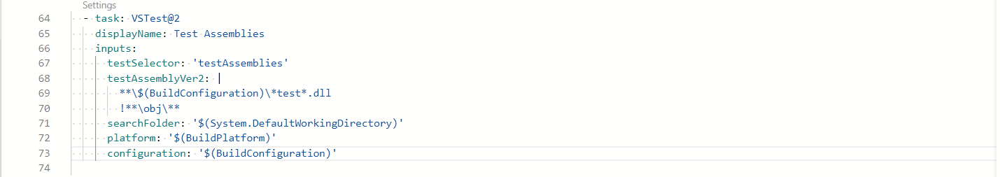 Settings
64 - task: VSTest@2
65 displayName: Test Assemblies
66 inputs:
67 testSelector: 'testAssemblies'
68 testAssemblyVer2: |
69 **\$(BuildConfiguration)\*test*.dll
70 !**\obj\**
71 searchFolder: '$(System.DefaultWorkingDirectory)'
72 platform: '$(BuildPlatform)'
73 configuration: '$(BuildConfiguration)'
74